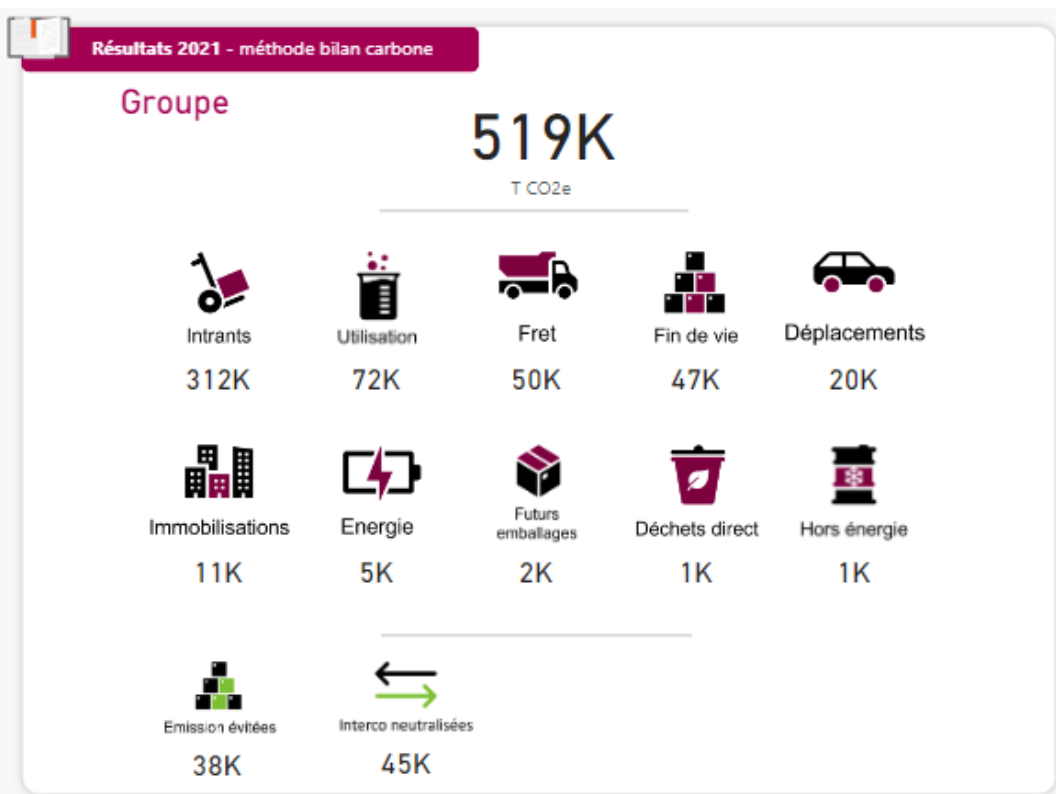 Résultats 2021 - méthode bilan carbone
Groupe
519K
T CO2e
Intrants
312K
Utilisation
72K
Fret
50K
Fin de vie
47K
Déplacements
20K
Immobilisations
11K
Energie
5K
Futurs
emballages
2K
Déchets direct
1K
Hors énergie
1K
Emission évitées
38K
Interco neutralisées
45K